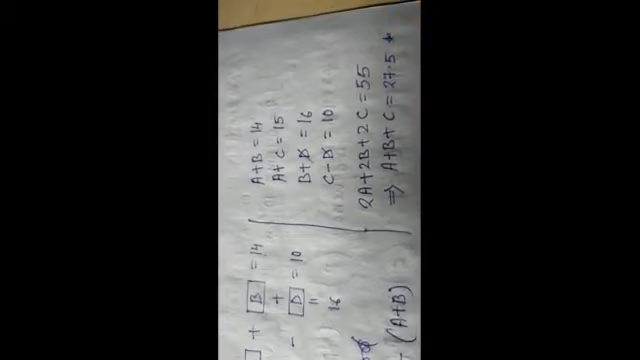 A+B = 14
A+C = 15
B+D = 16
C-D = 10
2A+2B+2C = 55
⇒ A+B+C = 27.5
+ B = 14
+
- D = 10
=
16
- (A+B)